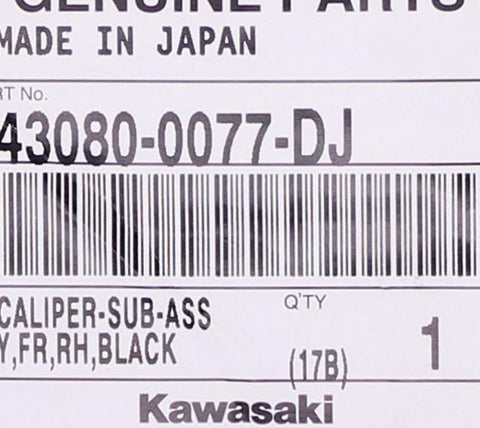 GENUINE PARTS
MADE IN JAPAN
RT No.
43080-0077-DJ
CALIPER-SUB-ASS
Y,FR,RH,BLACK
Q'TY
(17B)
1
Kawasaki